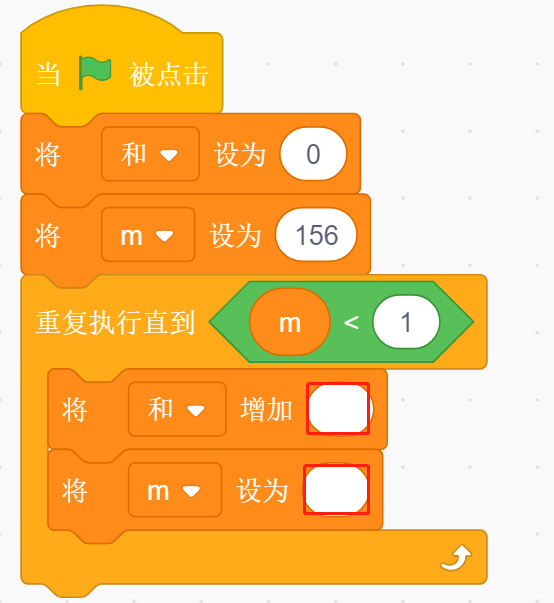 当 被点击
将 和 设为 0
将 m 设为 156
重复执行直到 m < 1
将 和 增加
将 m 设为